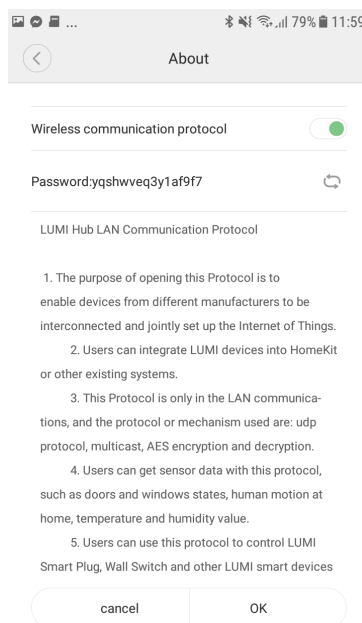 ... 79% 11:59
About
Wireless communication protocol
Password:yqshwveq3y1af9f7
LUMI Hub LAN Communication Protocol
1. The purpose of opening this Protocol is to
enable devices from different manufacturers to be
interconnected and jointly set up the Internet of Things.
2. Users can integrate LUMI devices into HomeKit
or other existing systems.
3. This Protocol is only in the LAN communica-
tions, and the protocol or mechanism used are: udp
protocol, multicast, AES encryption and decryption.
4. Users can get sensor data with this protocol,
such as doors and windows states, human motion at
home, temperature and humidity value.
5. Users can use this protocol to control LUMI
Smart Plug, Wall Switch and other LUMI smart devices
cancel OK